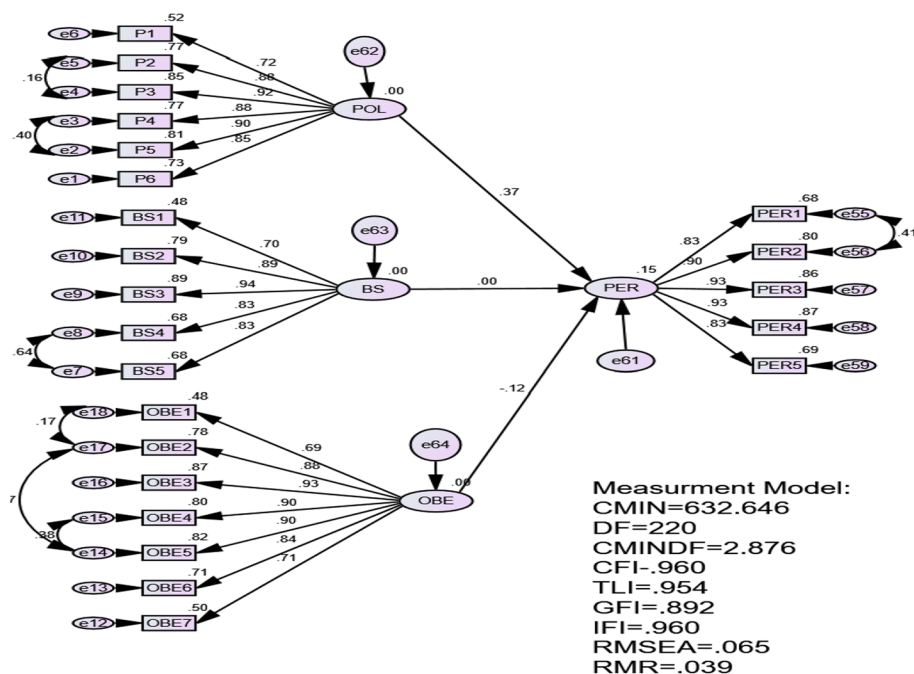 e6 P1 .52
e5 P2 .77
.16
e4 P3 .85
e3 P4 .77
.40
e2 P5 .81
e1 P6 .73
.72
.88
.92
.88
.90
.85
e62
.00
POL
.37
e11 BS1 .48
e10 BS2 .79
e9 BS3 .89
e8 BS4 .68
.64
e7 BS5 .68
.70
.89
.94
.83
.83
e63
.00
BS
.00
e18 OBE1 .48
.17
e17 OBE2 .78
e16 OBE3 .87
7
e15 OBE4 .80
.38
e14 OBE5 .82
e13 OBE6 .71
e12 OBE7 .50
.69
.88
.93
.90
.90
.84
.71
e64
.00
OBE
-.12
.15
PER
e61
.83
.90
.93
.93
.83
PER1 .68 e55
.41
PER2 .80 e56
PER3 .86 e57
PER4 .87 e58
PER5 .69 e59
Measurment Model:
CMIN=632.646
DF=220
CMINDF=2.876
CFI-.960
TLI=.954
GFI=.892
IFI=.960
RMSEA=.065
RMR=.039